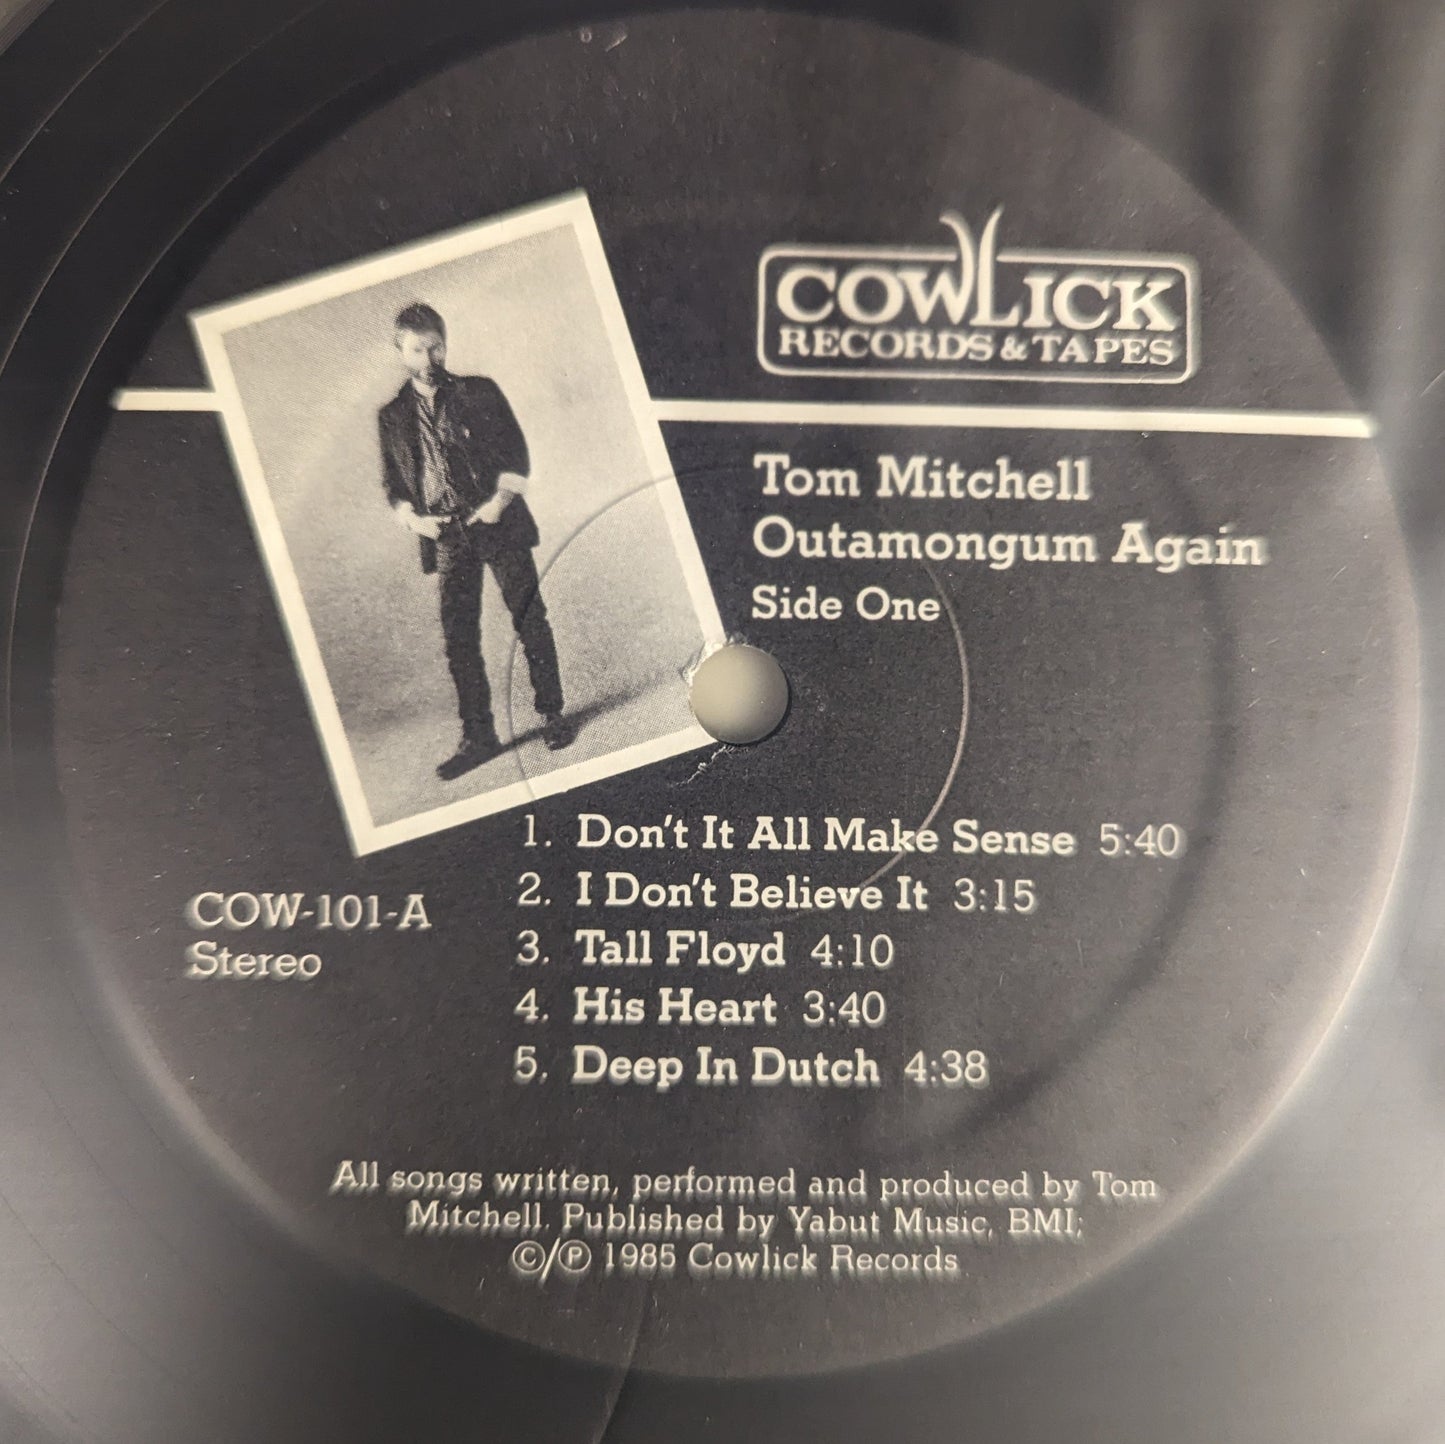 COWLICK
RECORDS & TAPES
Tom Mitchell
Outamongum Again
Side One
1. Don't It All Make Sense 5:40
2. I Don't Believe It 3:15
3. Tall Floyd 4:10
4. His Heart 3:40
5. Deep In Dutch 4:38
COW-101-A
Stereo
All songs written, performed and produced by Tom
Mitchell. Published by Yabut Music, BMI;
©/℗ 1985 Cowlick Records